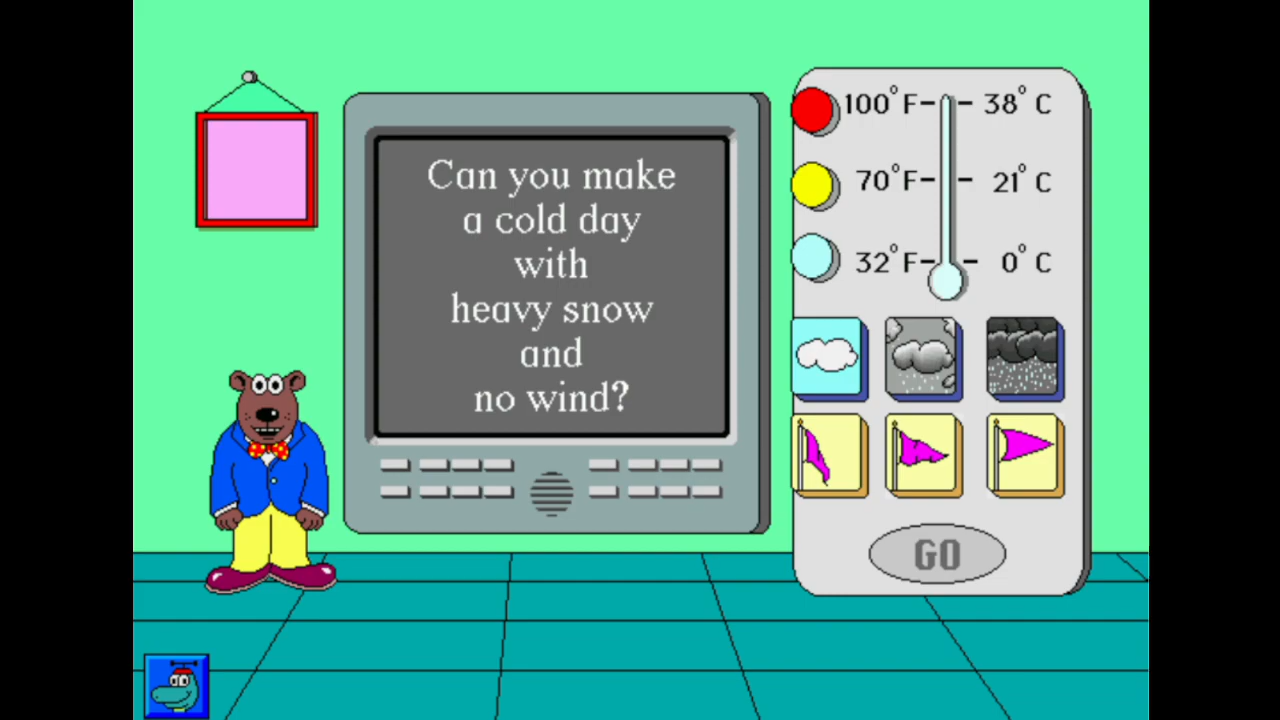 Can you make
a cold day
with
heavy snow
and
no wind?
100°F 38°C
70°F 21°C
32°F 0°C
GO